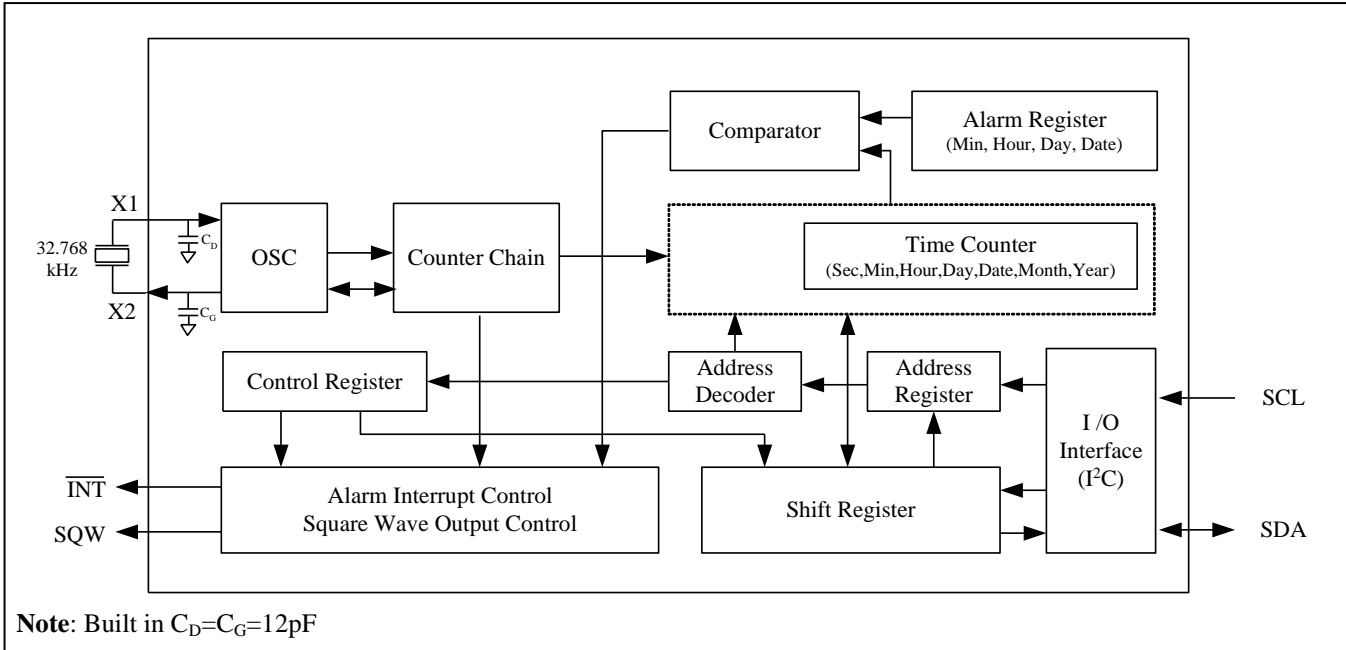 Comparator
Alarm Register
(Min, Hour, Day, Date)
X1
C_D
32.768
kHz
OSC
Counter Chain
Time Counter
(Sec,Min,Hour,Day,Date,Month,Year)
X2
C_G
Control Register
Address
Decoder
Address
Register
I /O
Interface
(I²C)
SCL
I̅N̅T̅
SQW
Alarm Interrupt Control
Square Wave Output Control
Shift Register
SDA
Note: Built in C_D=C_G=12pF